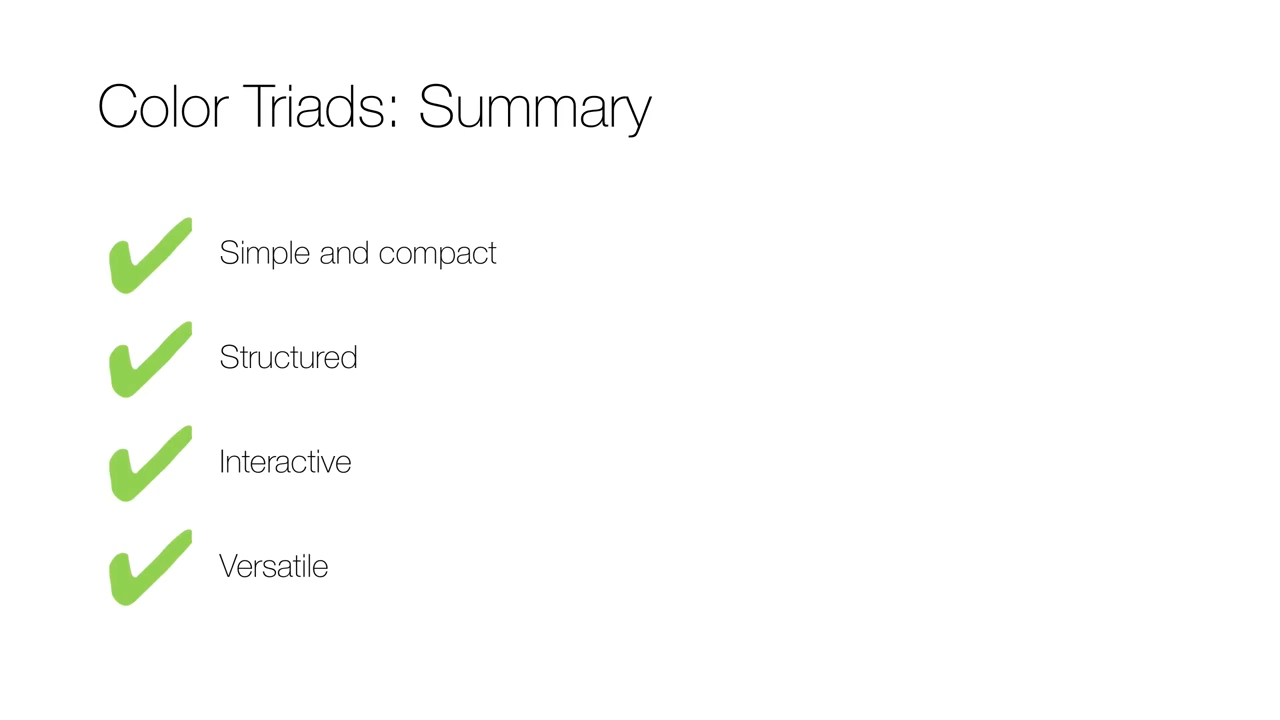 Color Triads: Summary
Simple and compact
Structured
Interactive
Versatile